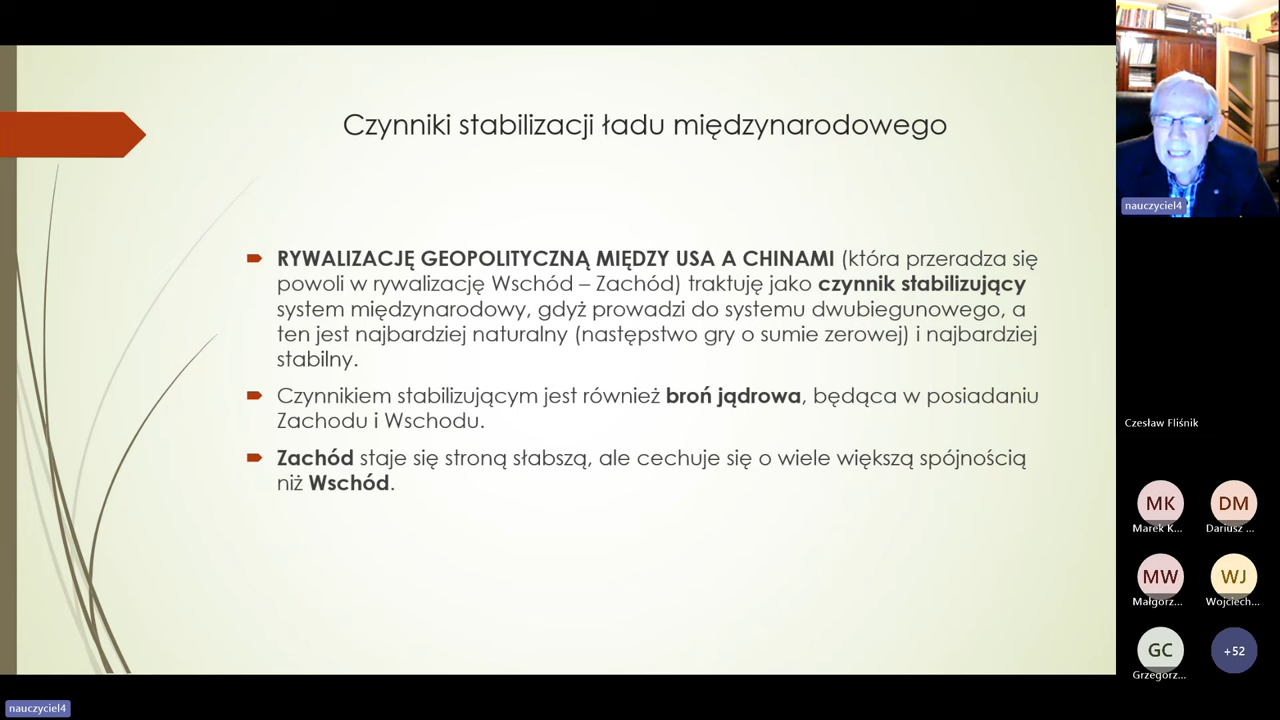 Czynniki stabilizacji ładu międzynarodowego
RYWALIZACJĘ GEOPOLITYCZNĄ MIĘDZY USA A CHINAMI (która przeradza się
powoli w rywalizację Wschód – Zachód) traktuję jako czynnik stabilizujący
system międzynarodowy, gdyż prowadzi do systemu dwubiegunowego, a
ten jest najbardziej naturalny (następstwo gry o sumie zerowej) i najbardziej
stabilny.
Czynnikiem stabilizującym jest również broń jądrowa, będąca w posiadaniu
Zachodu i Wschodu.
Zachód staje się stroną słabszą, ale cechuje się o wiele większą spójnością
niż Wschód.
nauczyciel4
Czesław Fliśnik
MK
DM
Marek K...
Dariusz ...
MW
WJ
Małgorz...
Wojciech...
GC
+52
Grzegorz...
nauczyciel4